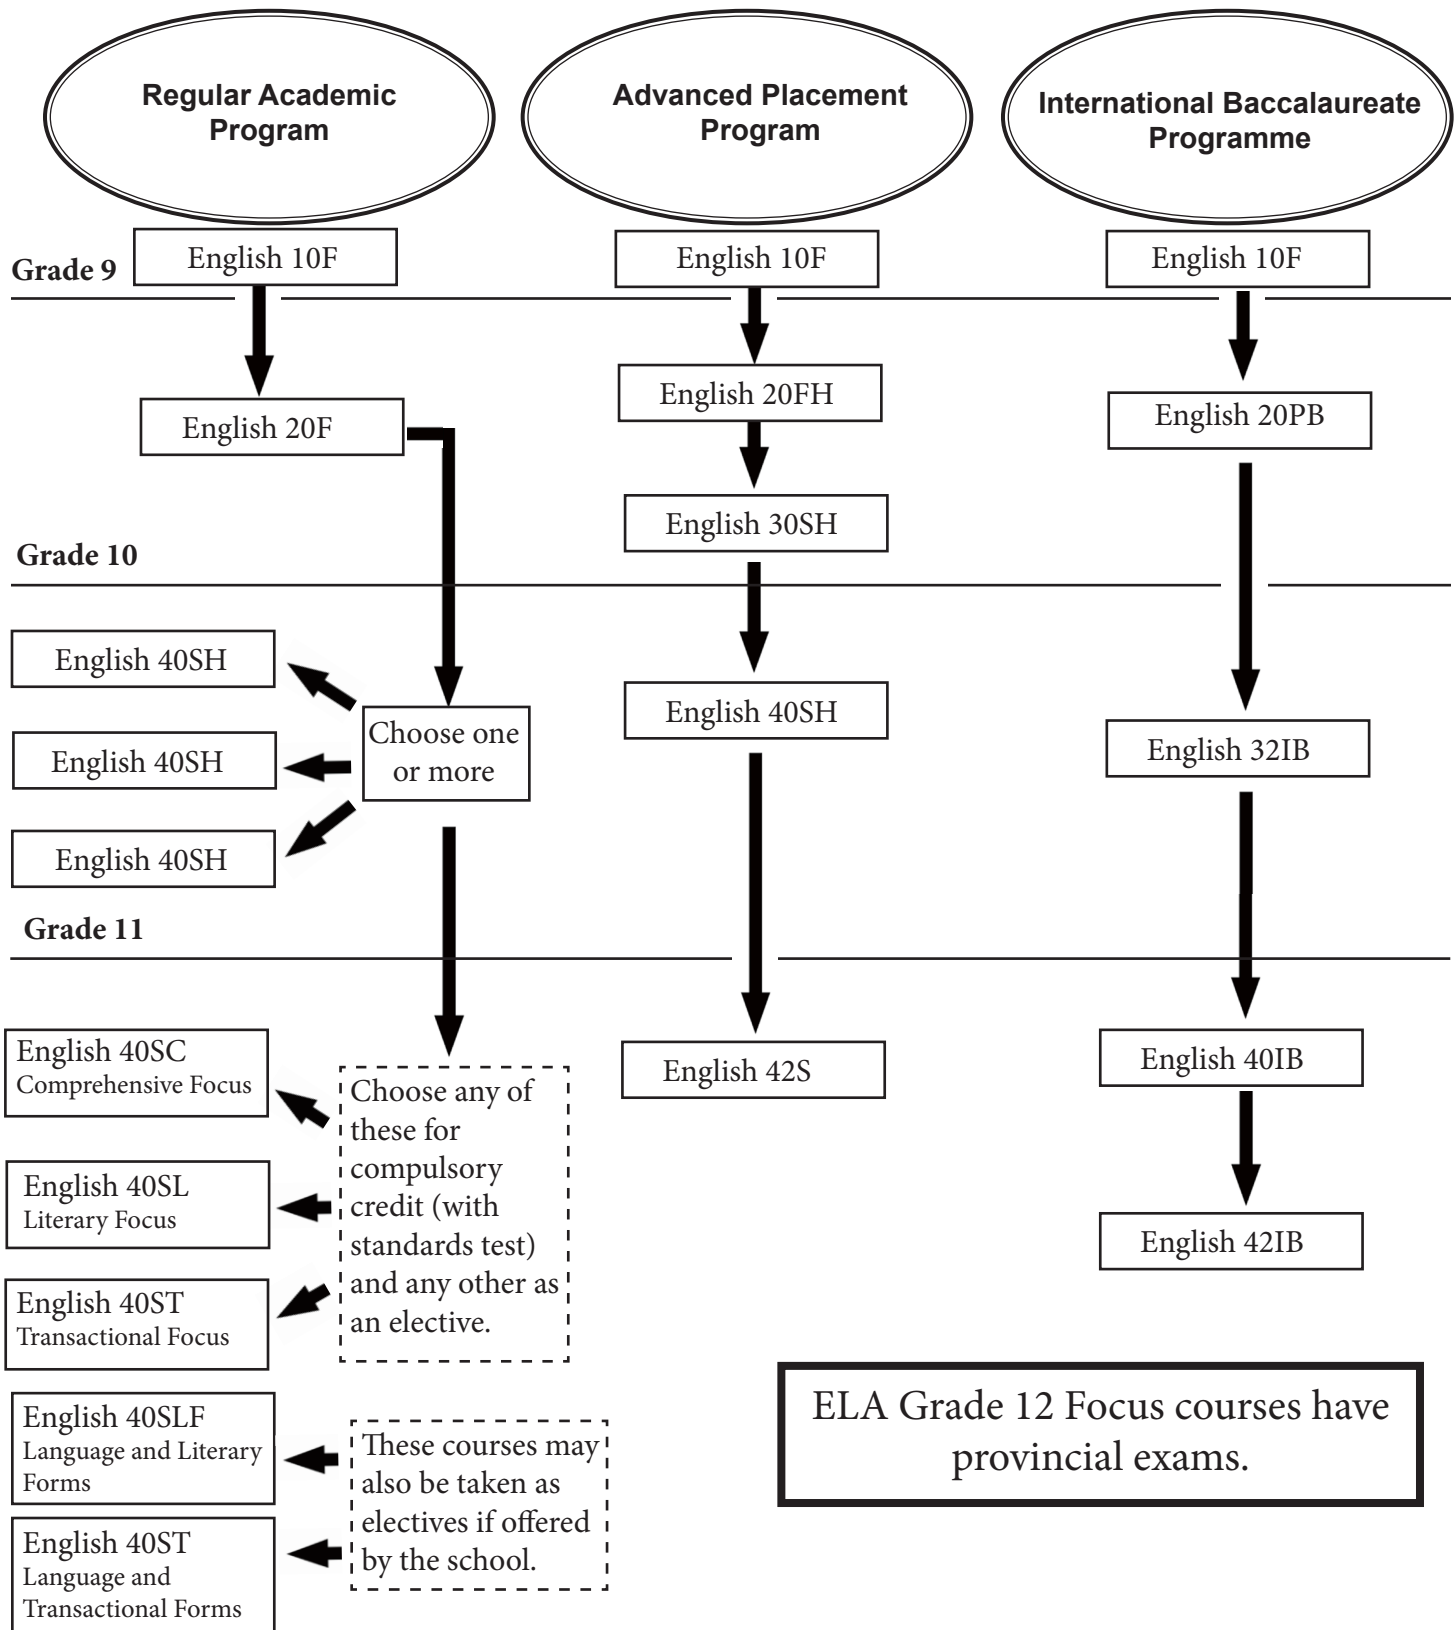 Regular Academic
Program
Advanced Placement
Program
International Baccalaureate
Programme
Grade 9
English 10F
English 10F
English 10F
English 20F
English 20FH
English 20PB
English 30SH
Grade 10
English 40SH
English 40SH
English 40SH
Choose one
or more
English 40SH
English 32IB
Grade 11
English 40SC
Comprehensive Focus
English 40SL
Literary Focus
English 40ST
Transactional Focus
Choose any of
these for
compulsory
credit (with
standards test)
and any other as
an elective.
English 42S
English 40IB
English 42IB
English 40SLF
Language and Literary
Forms
English 40ST
Language and
Transactional Forms
These courses may
also be taken as
electives if offered
by the school.
ELA Grade 12 Focus courses have
provincial exams.